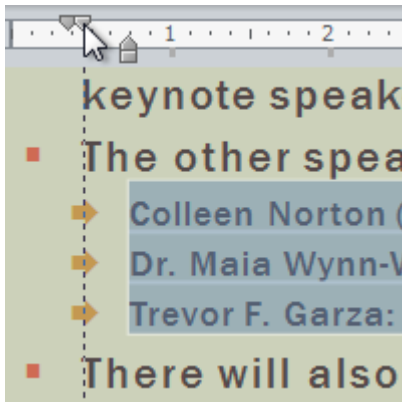 1 2
keynote speak
The other spea
Colleen Norton (
Dr. Maia Wynn-
Trevor F. Garza:
There will also